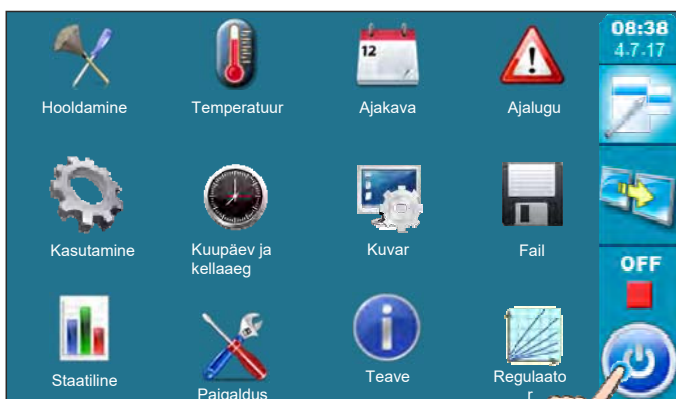 08:38
4.7.17
12
Hooldamine
Temperatuur
Ajakava
Ajalugu
Kasutamine
Kuupäev ja
kellaaeg
Kuvar
Fail
OFF
Staatiline
Paigaldus
Teave
Regulaato
r